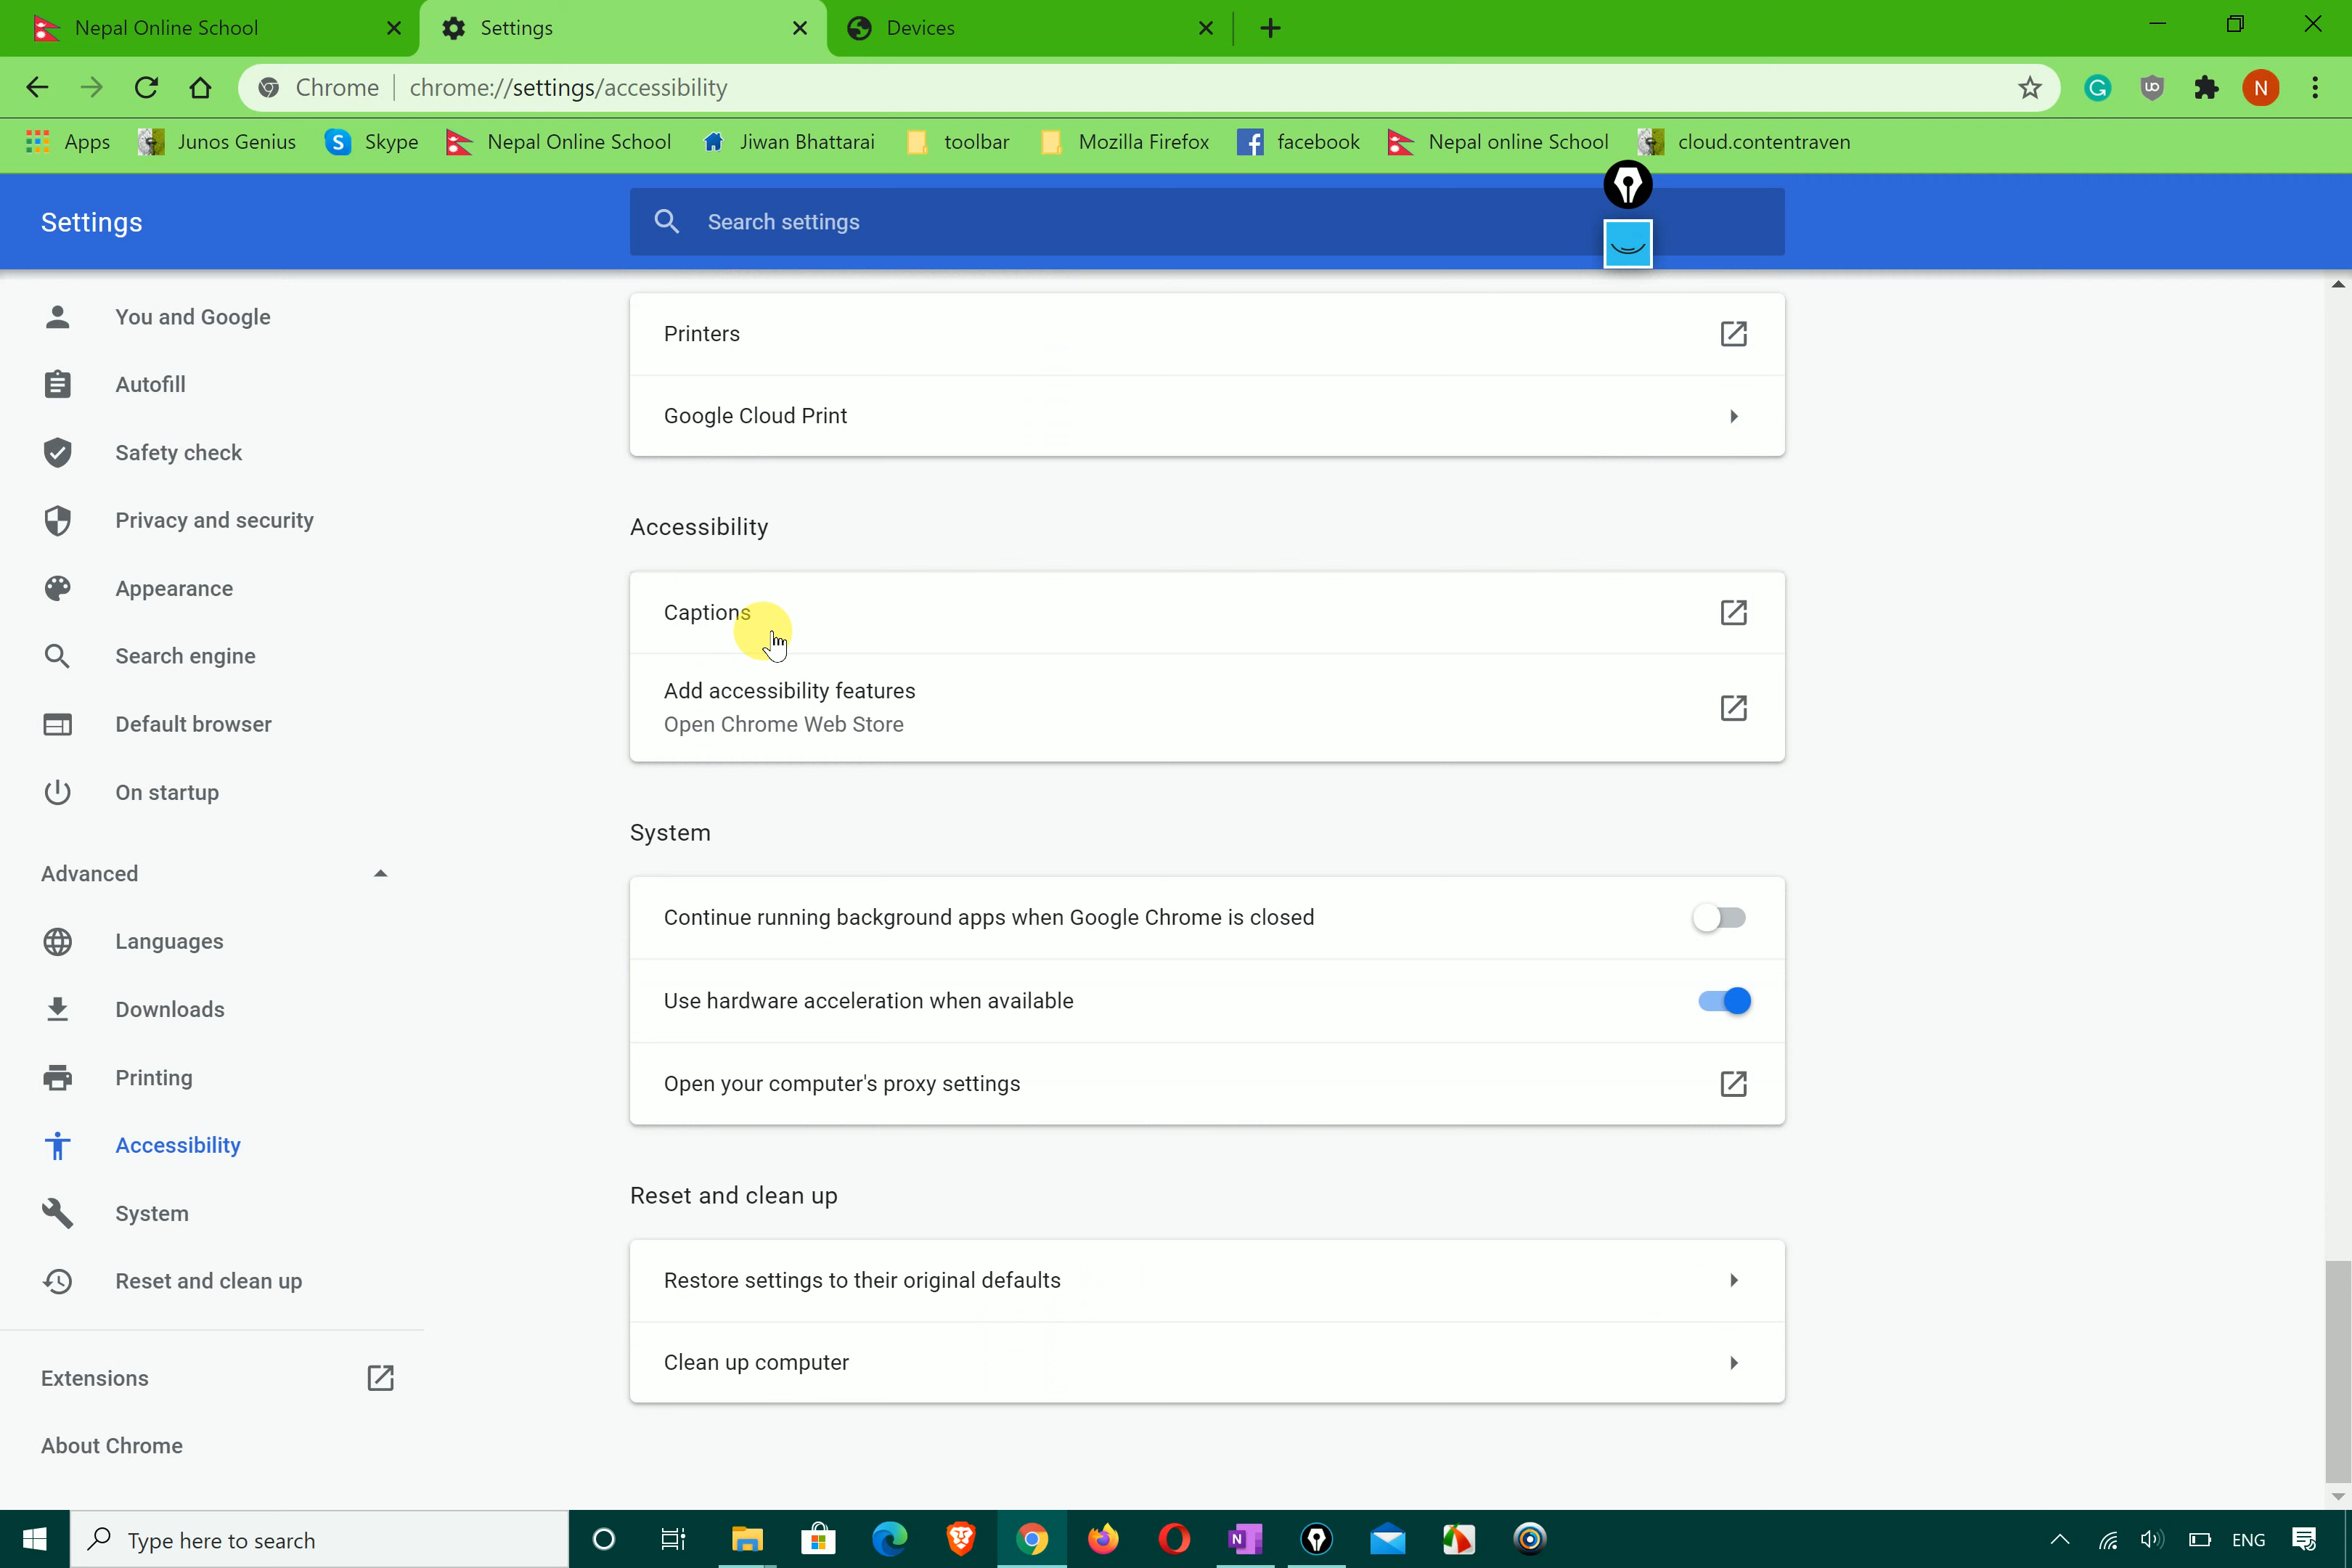 Nepal Online School
Settings
Devices
Chrome
chrome://settings/accessibility
G
UO
N
Apps
Junos Genius
S
Skype
Nepal Online School
Jiwan Bhattarai
toolbar
Mozilla Firefox
facebook
Nepal online School
cloud.contentraven
Settings
Search settings
You and Google
Autofill
Safety check
Privacy and security
Appearance
Search engine
Default browser
On startup
Advanced
Languages
Downloads
Printing
Accessibility
System
Reset and clean up
Extensions
About Chrome
Printers
Google Cloud Print
Accessibility
Captions
Add accessibility features
Open Chrome Web Store
System
Continue running background apps when Google Chrome is closed
Use hardware acceleration when available
Open your computer's proxy settings
Reset and clean up
Restore settings to their original defaults
Clean up computer
Type here to search
N
ENG